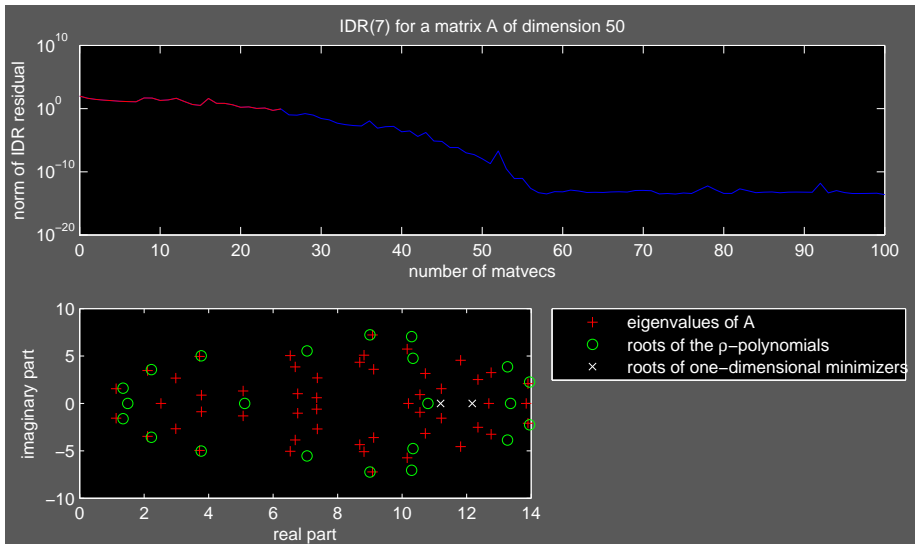 IDR(7) for a matrix A of dimension 50
10^10
10^0
10^−10
10^−20
norm of IDR residual
0 10 20 30 40 50 60 70 80 90 100
number of matvecs
10
5
0
−5
−10
imaginary part
0 2 4 6 8 10 12 14
real part
eigenvalues of A
roots of the ρ−polynomials
roots of one−dimensional minimizers